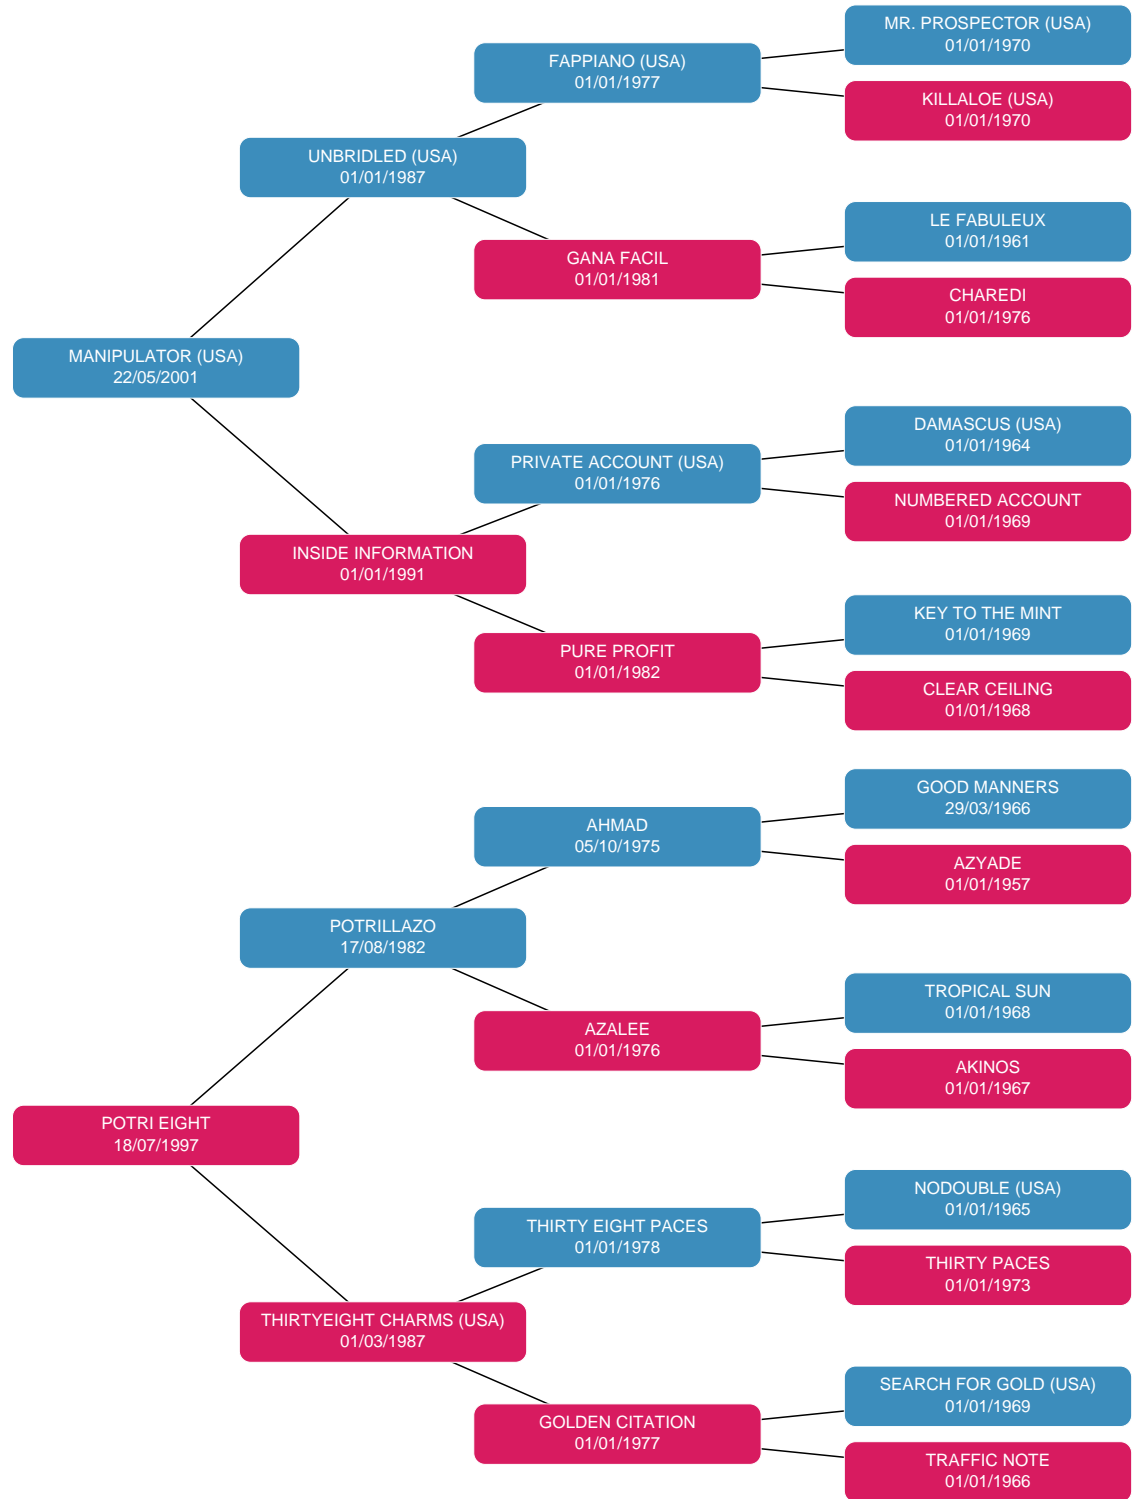 MR. PROSPECTOR (USA)
01/01/1970
FAPPIANO (USA)
01/01/1977
KILLALOE (USA)
01/01/1970
UNBRIDLED (USA)
01/01/1987
LE FABULEUX
01/01/1961
GANA FACIL
01/01/1981
CHAREDI
01/01/1976
MANIPULATOR (USA)
22/05/2001
DAMASCUS (USA)
01/01/1964
PRIVATE ACCOUNT (USA)
01/01/1976
NUMBERED ACCOUNT
01/01/1969
INSIDE INFORMATION
01/01/1991
KEY TO THE MINT
01/01/1969
PURE PROFIT
01/01/1982
CLEAR CEILING
01/01/1968
GOOD MANNERS
29/03/1966
AHMAD
05/10/1975
AZYADE
01/01/1957
POTRILLAZO
17/08/1982
TROPICAL SUN
01/01/1968
AZALEE
01/01/1976
AKINOS
01/01/1967
POTRI EIGHT
18/07/1997
NODOUBLE (USA)
01/01/1965
THIRTY EIGHT PACES
01/01/1978
THIRTY PACES
01/01/1973
THIRTYEIGHT CHARMS (USA)
01/03/1987
SEARCH FOR GOLD (USA)
01/01/1969
GOLDEN CITATION
01/01/1977
TRAFFIC NOTE
01/01/1966